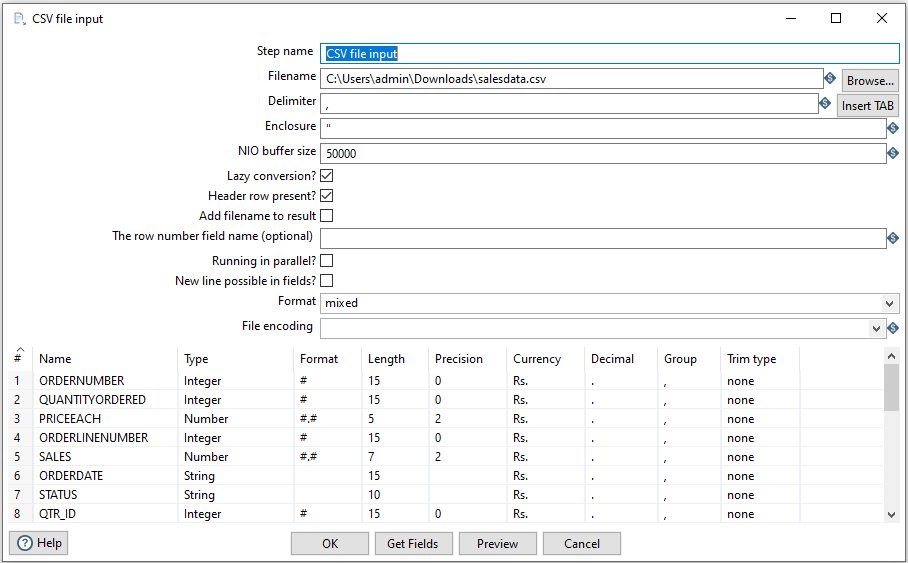 CSV file input
Step name CSV file input
Filename C:\Users\admin\Downloads\salesdata.csv Browse...
Delimiter , Insert TAB
Enclosure "
NIO buffer size 50000
Lazy conversion?
Header row present?
Add filename to result
The row number field name (optional)
Running in parallel?
New line possible in fields?
Format mixed
File encoding
# Name Type Format Length Precision Currency Decimal Group Trim type
1 ORDERNUMBER Integer # 15 0 Rs. . , none
2 QUANTITYORDERED Integer # 15 0 Rs. . , none
3 PRICEEACH Number #.# 5 2 Rs. . , none
4 ORDERLINENUMBER Integer # 15 0 Rs. . , none
5 SALES Number #.# 7 2 Rs. . , none
6 ORDERDATE String 15 Rs. . , none
7 STATUS String 10 Rs. . , none
8 QTR_ID Integer # 15 0 Rs. . , none
Help OK Get Fields Preview Cancel